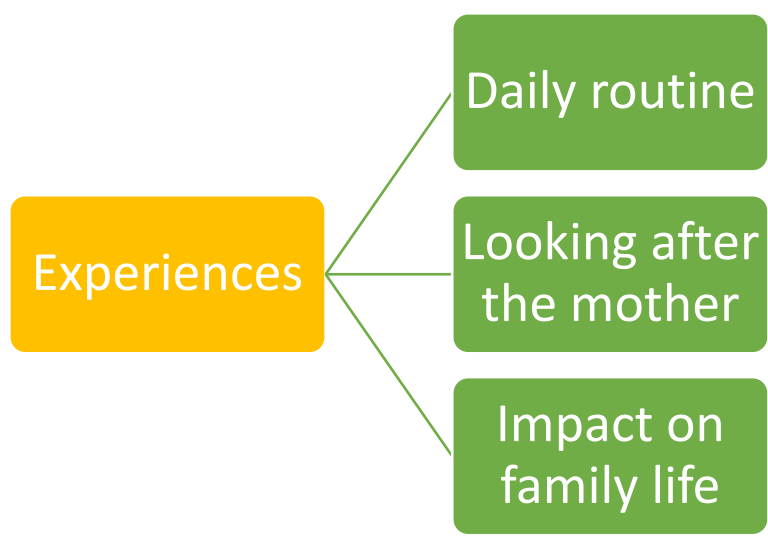 Experiences
Daily routine
Looking after
the mother
Impact on
family life